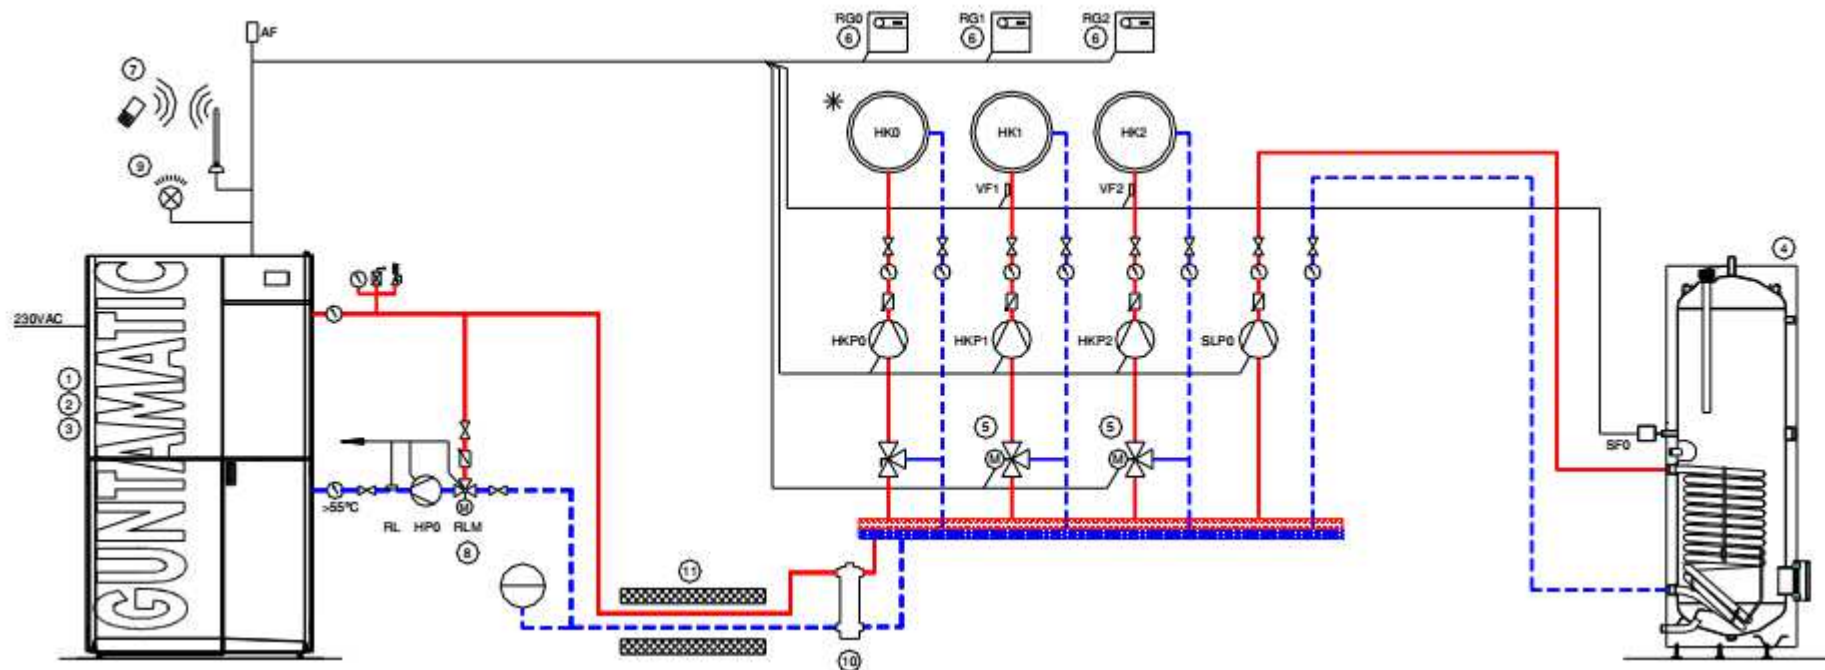 RG0
RG1
RG2
6
6
6
AF
7
HK0
HK1
HK2
9
VF1
VF2
4
230VAC
GUNTAMATIC
HKP0
HKP1
HKP2
SLP0
1
2
3
5
5
SF0
M
M
>55°C
RL
HP0
RLM
M
8
11
10